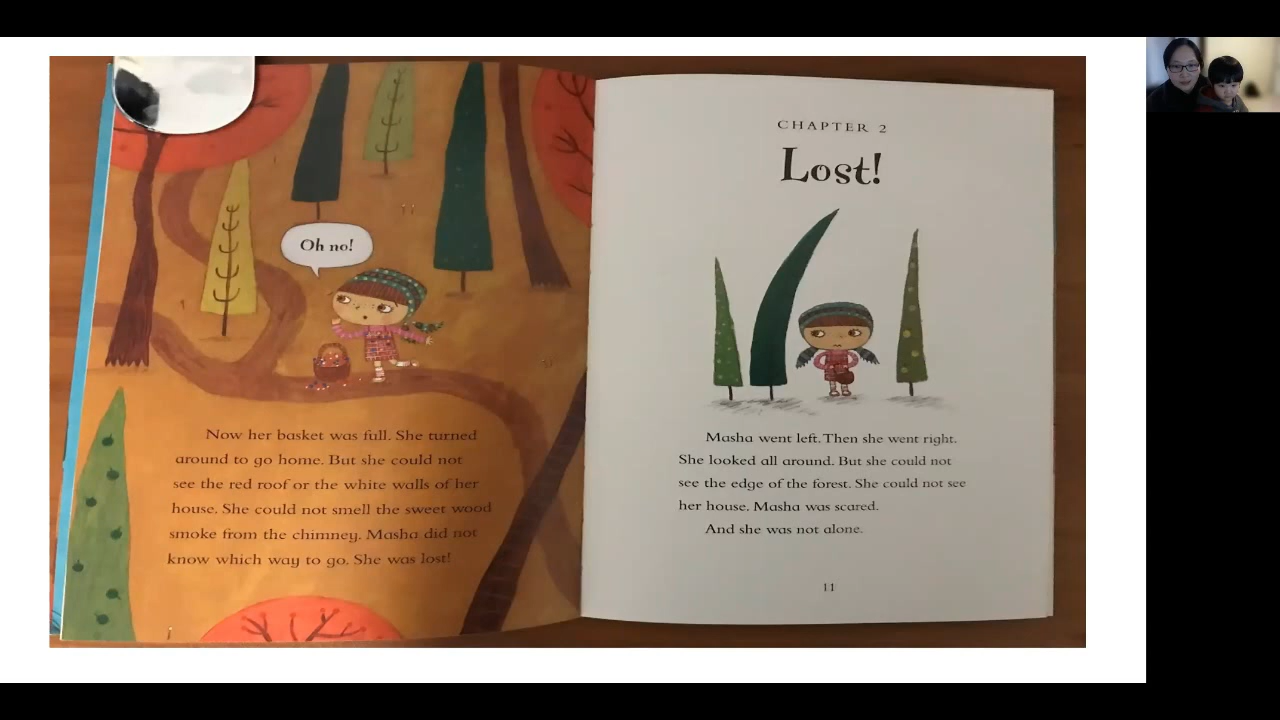 Oh no!
Now her basket was full. She turned
around to go home. But she could not
see the red roof or the white walls of her
house. She could not smell the sweet wood
smoke from the chimney. Masha did not
know which way to go. She was lost!
CHAPTER 2
Lost!
Masha went left. Then she went right.
She looked all around. But she could not
see the edge of the forest. She could not see
her house. Masha was scared.
And she was not alone.
11